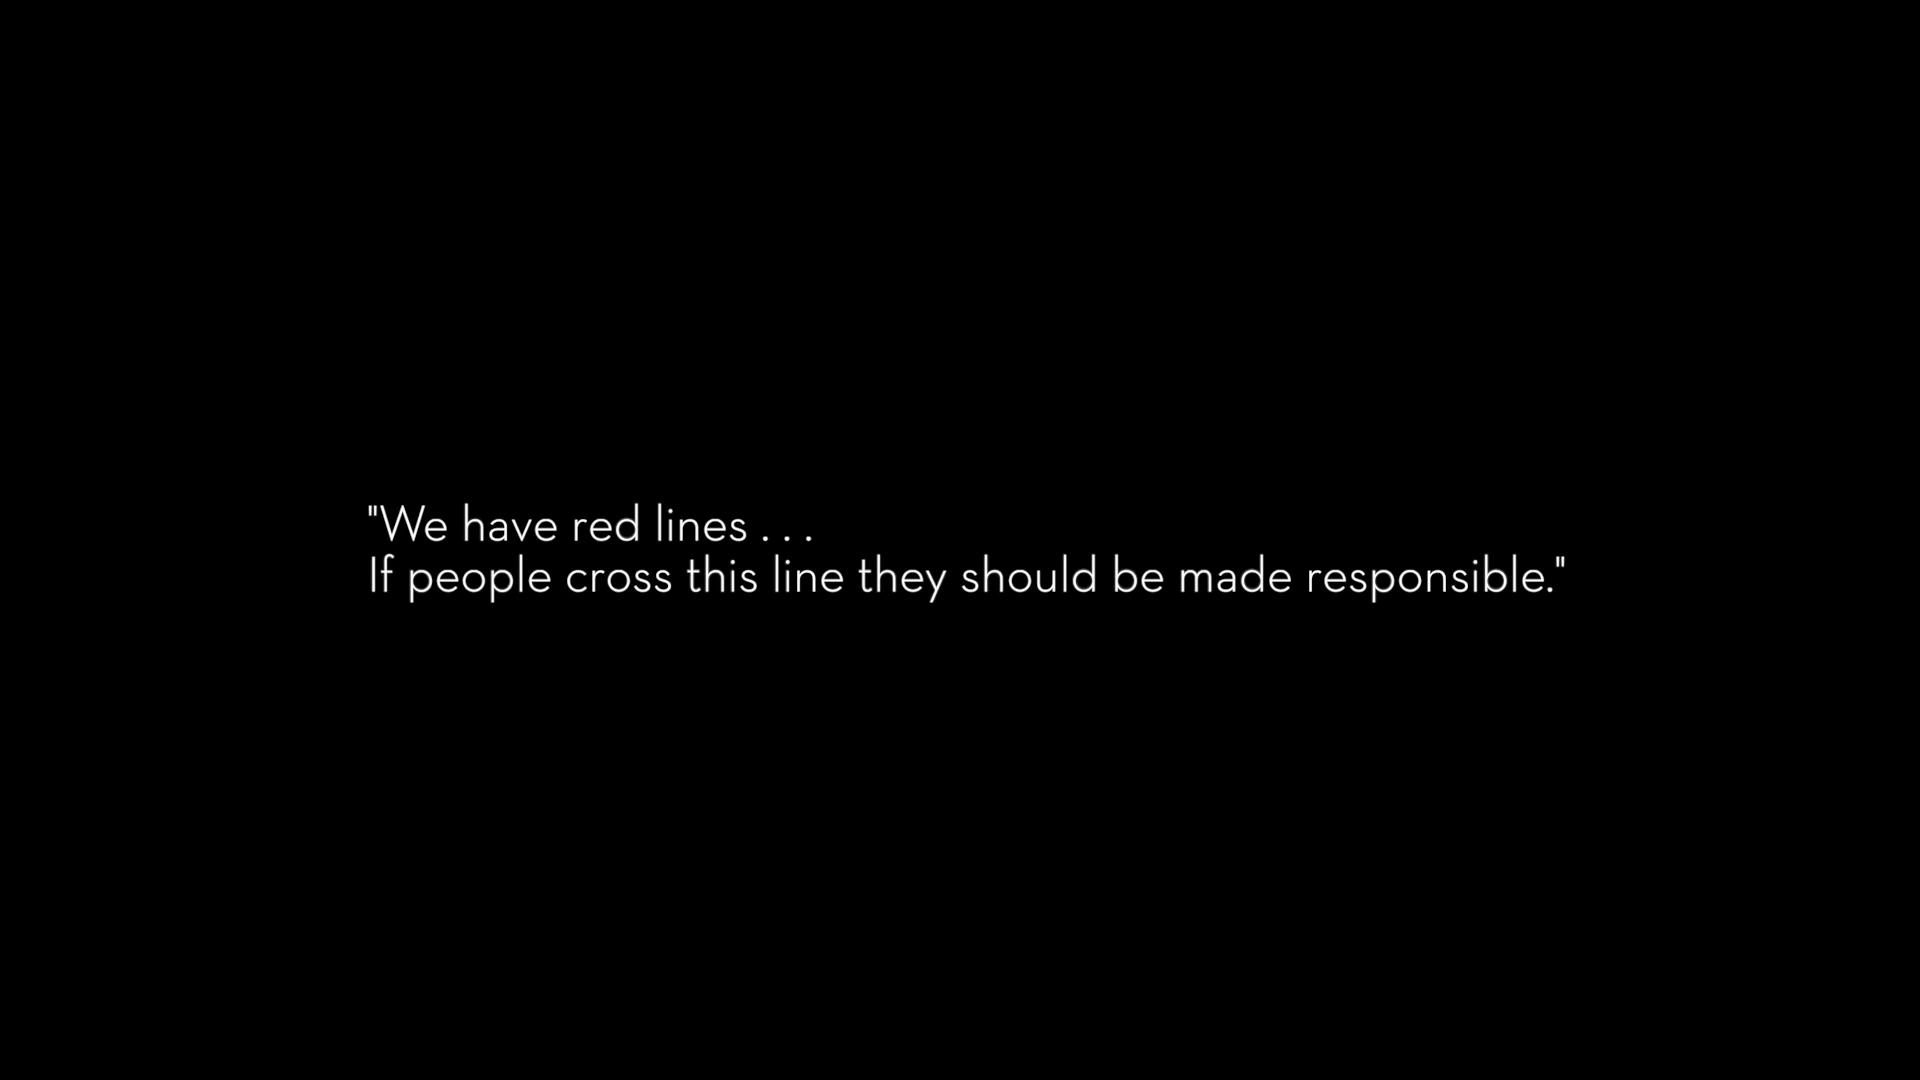 "We have red lines . . .
If people cross this line they should be made responsible."